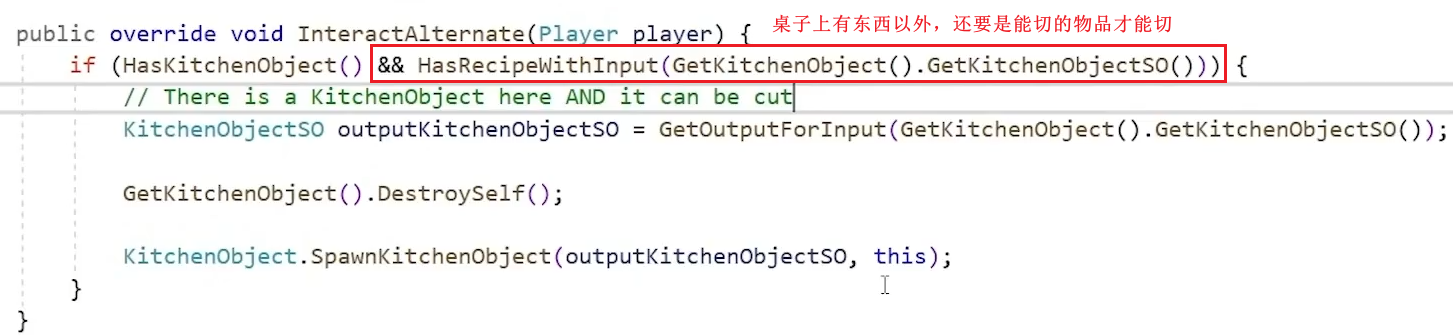 桌子上有东西以外，还要是能切的物品才能切
public override void InteractAlternate(Player player) {
if (HasKitchenObject() && HasRecipeWithInput(GetKitchenObject().GetKitchenObjectSO())) {
// There is a KitchenObject here AND it can be cut
KitchenObjectSO outputKitchenObjectSO = GetOutputForInput(GetKitchenObject().GetKitchenObjectSO());
GetKitchenObject().DestroySelf();
KitchenObject.SpawnKitchenObject(outputKitchenObjectSO, this);
}
}